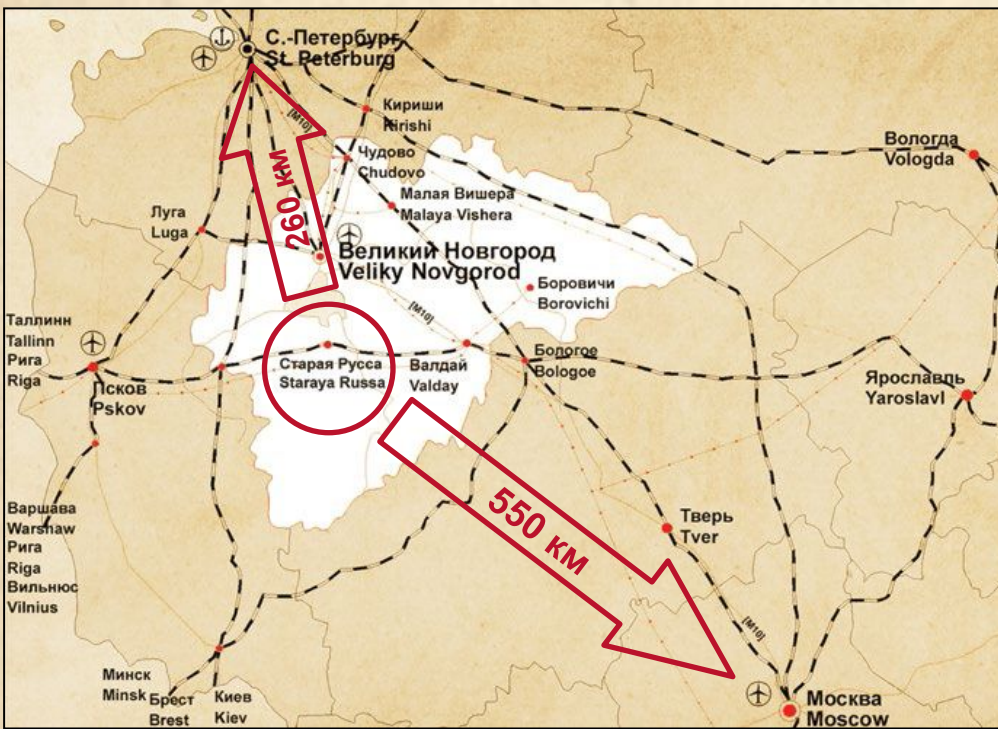 С.-Петербург
St. Peterburg
[M10]
Кириши
Kirishi
Чудово
Chudovo
Вологда
Vologda
Малая Вишера
Malaya Vishera
260 км
Луга
Luga
Великий Новгород
Veliky Novgorod
Боровичи
Borovichi
[M10]
Таллинн
Tallinn
Рига
Riga
Псков
Pskov
Старая Русса
Staraya Russa
Валдай
Valday
Бологое
Bologoe
Ярославль
Yaroslavl
550 км
Варшава
Warshaw
Рига
Riga
Вильнюс
Vilnius
Тверь
Tver
[M10]
Минск
Minsk
Брест
Brest
Киев
Kiev
Москва
Moscow